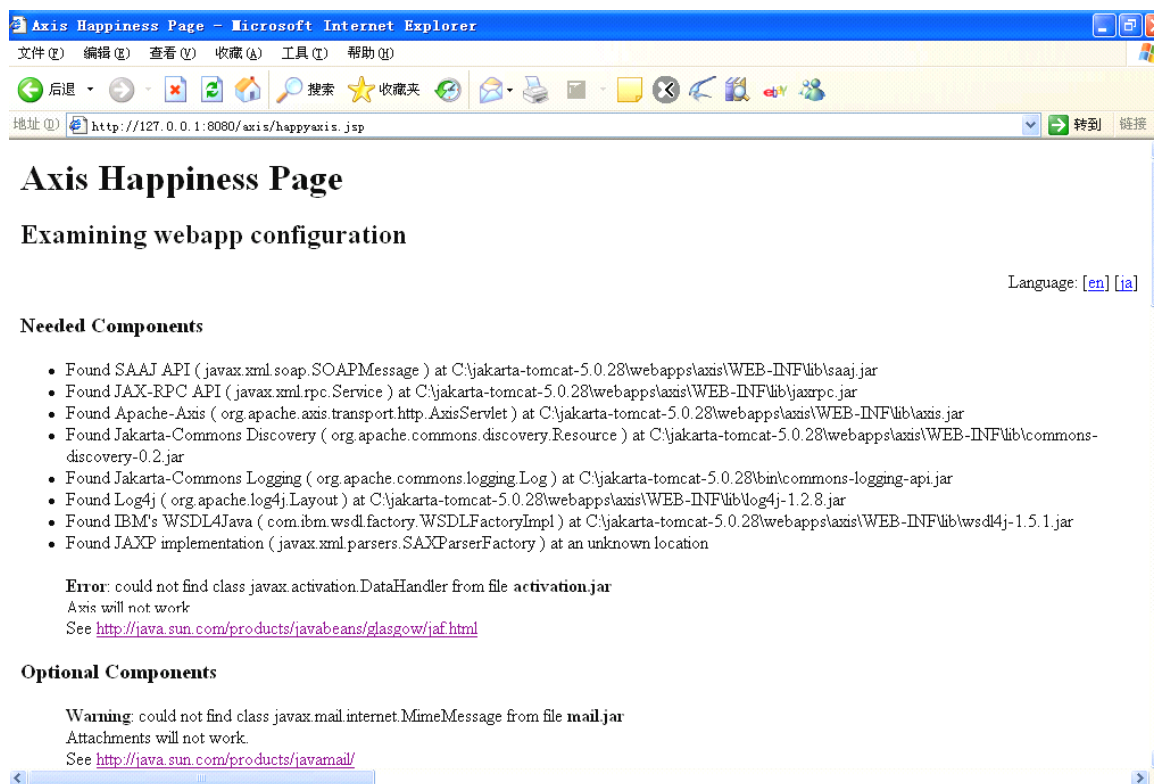 Axis Happiness Page - Microsoft Internet Explorer
文件(F) 编辑(E) 查看(V) 收藏(A) 工具(T) 帮助(H)
后退 搜索 收藏夹 ebY
地址(D) http://127.0.0.1:8080/axis/happyaxis.jsp 转到 链接
Axis Happiness Page
Examining webapp configuration
Language: [en] [ja]
Needed Components
• Found SAAJ API ( javax.xml.soap.SOAPMessage ) at C:\jakarta-tomcat-5.0.28\webapps\axis\WEB-INF\lib\saaj.jar
• Found JAX-RPC API ( javax.xml.rpc.Service ) at C:\jakarta-tomcat-5.0.28\webapps\axis\WEB-INF\lib\jaxrpc.jar
• Found Apache-Axis ( org.apache.axis.transport.http.AxisServlet ) at C:\jakarta-tomcat-5.0.28\webapps\axis\WEB-INF\lib\axis.jar
• Found Jakarta-Commons Discovery ( org.apache.commons.discovery.Resource ) at C:\jakarta-tomcat-5.0.28\webapps\axis\WEB-INF\lib\commons-
discovery-0.2.jar
• Found Jakarta-Commons Logging ( org.apache.commons.logging.Log ) at C:\jakarta-tomcat-5.0.28\bin\commons-logging-api.jar
• Found Log4j ( org.apache.log4j.Layout ) at C:\jakarta-tomcat-5.0.28\webapps\axis\WEB-INF\lib\log4j-1.2.8.jar
• Found IBM's WSDL4Java ( com.ibm.wsdl.factory.WSDLFactoryImpl ) at C:\jakarta-tomcat-5.0.28\webapps\axis\WEB-INF\lib\wsdl4j-1.5.1.jar
• Found JAXP implementation ( javax.xml.parsers.SAXParserFactory ) at an unknown location
Error: could not find class javax.activation.DataHandler from file activation.jar
Axis will not work
See http://java.sun.com/products/javabeans/glasgow/jaf.html
Optional Components
Warning: could not find class javax.mail.internet.MimeMessage from file mail.jar
Attachments will not work.
See http://java.sun.com/products/javamail/